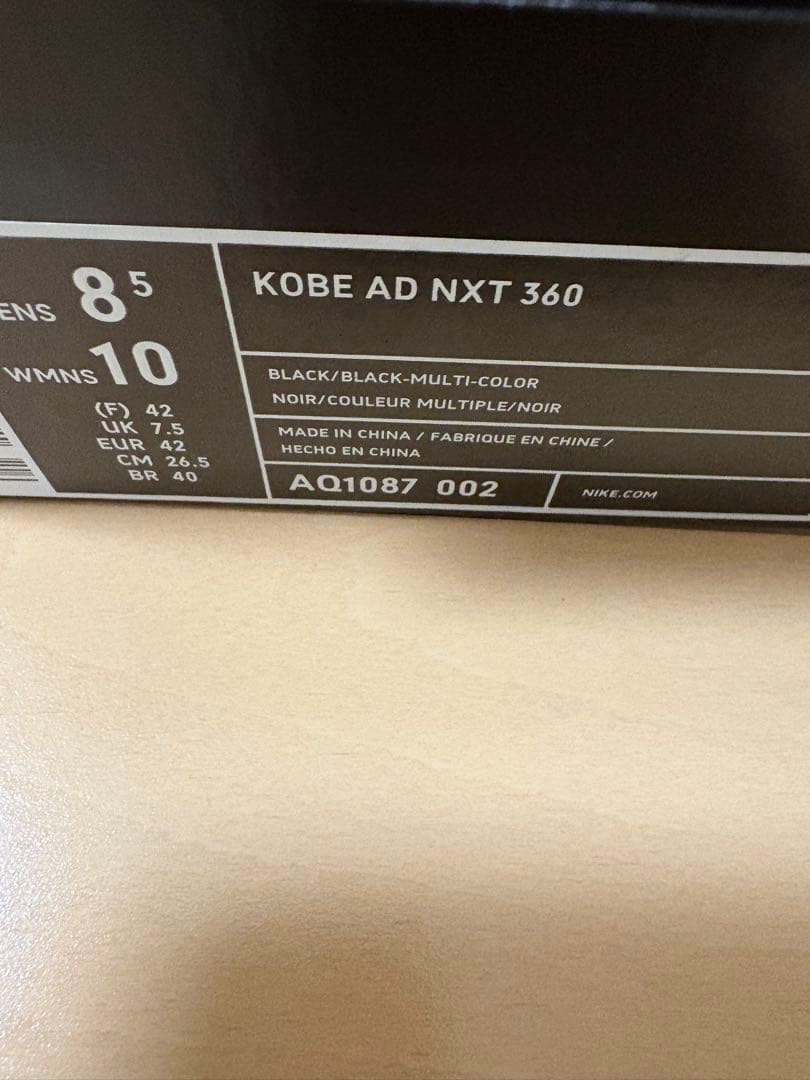 ENS 8 5
WMNS 10
(F) 42
UK 7.5
EUR 42
CM 26.5
BR 40
KOBE AD NXT 360
BLACK/BLACK-MULTI-COLOR
NOIR/COULEUR MULTIPLE/NOIR
MADE IN CHINA / FABRIQUE EN CHINE /
HECHO EN CHINA
AQ1087 002
NIKE.COM